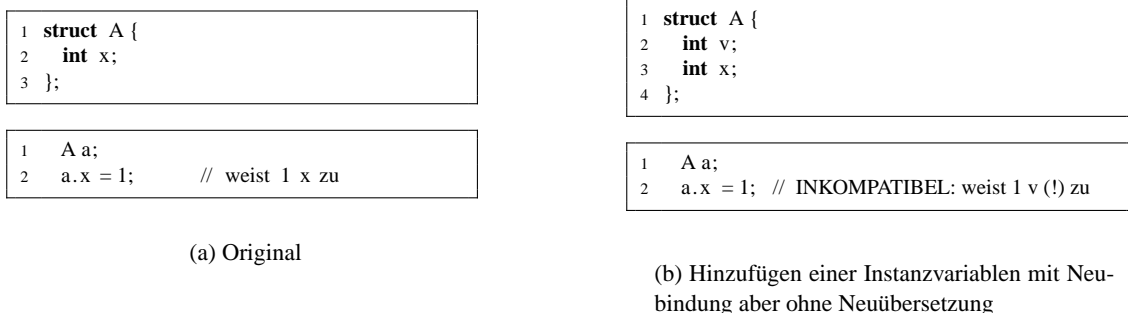 1 struct A {
2 int x;
3 };
1 A a;
2 a.x = 1; // weist 1 x zu
(a) Original
1 struct A {
2 int v;
3 int x;
4 };
1 A a;
2 a.x = 1; // INKOMPATIBEL: weist 1 v (!) zu
(b) Hinzufügen einer Instanzvariablen mit Neu-
bindung aber ohne Neuübersetzung